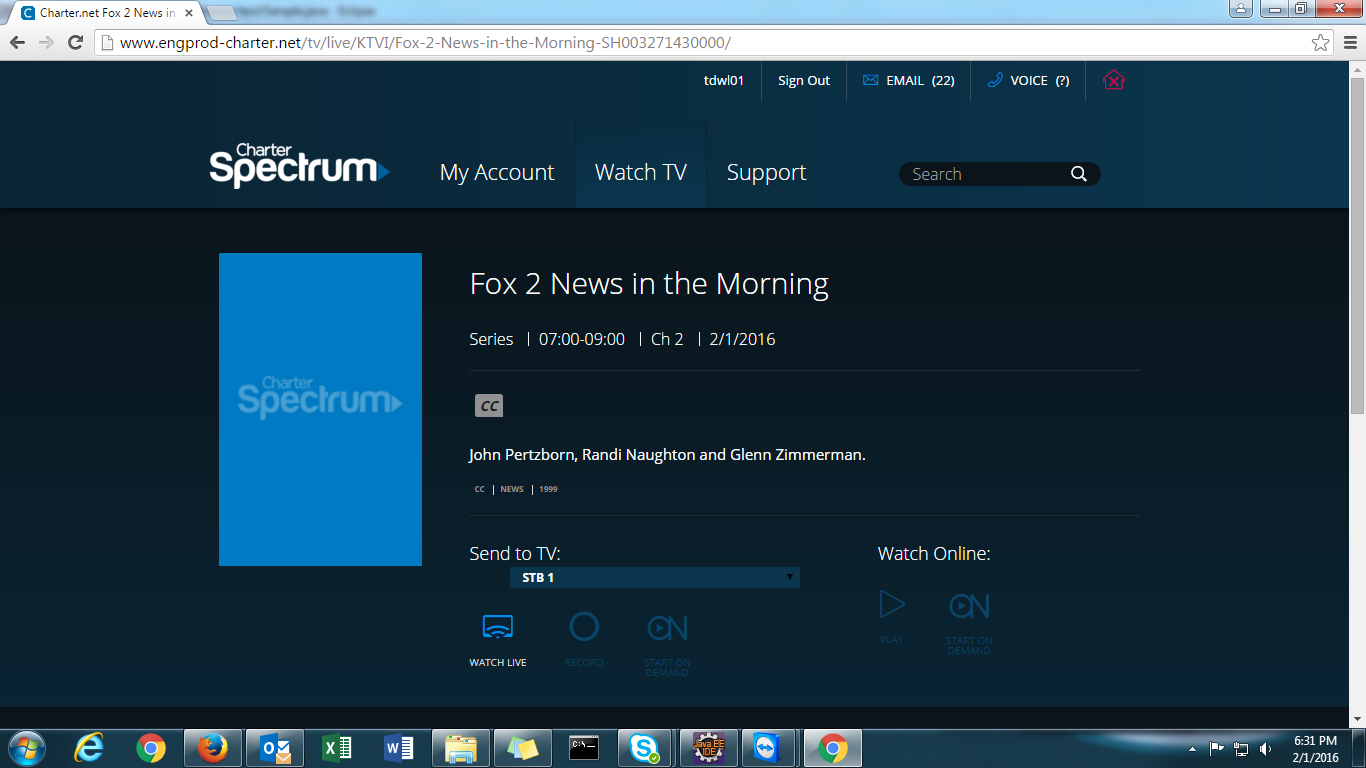 Charter.net Fox 2 News in
www.engprod-charter.net/tv/live/KTVI/Fox-2-News-in-the-Morning-SH003271430000/
tdwl01
Sign Out
EMAIL (22)
VOICE (?)
Charter
Spectrum
My Account
Watch TV
Support
Search
Fox 2 News in the Morning
Series | 07:00-09:00 | Ch 2 | 2/1/2016
CC
Charter
Spectrum
John Pertzborn, Randi Naughton and Glenn Zimmerman.
CC | NEWS | 1999
Send to TV:
STB 1
WATCH LIVE
RECORD
ON
START ON
DEMAND
Watch Online:
PLAY
ON
START ON
DEMAND
C:\._
Java EE
IDE
6:31 PM
2/1/2016